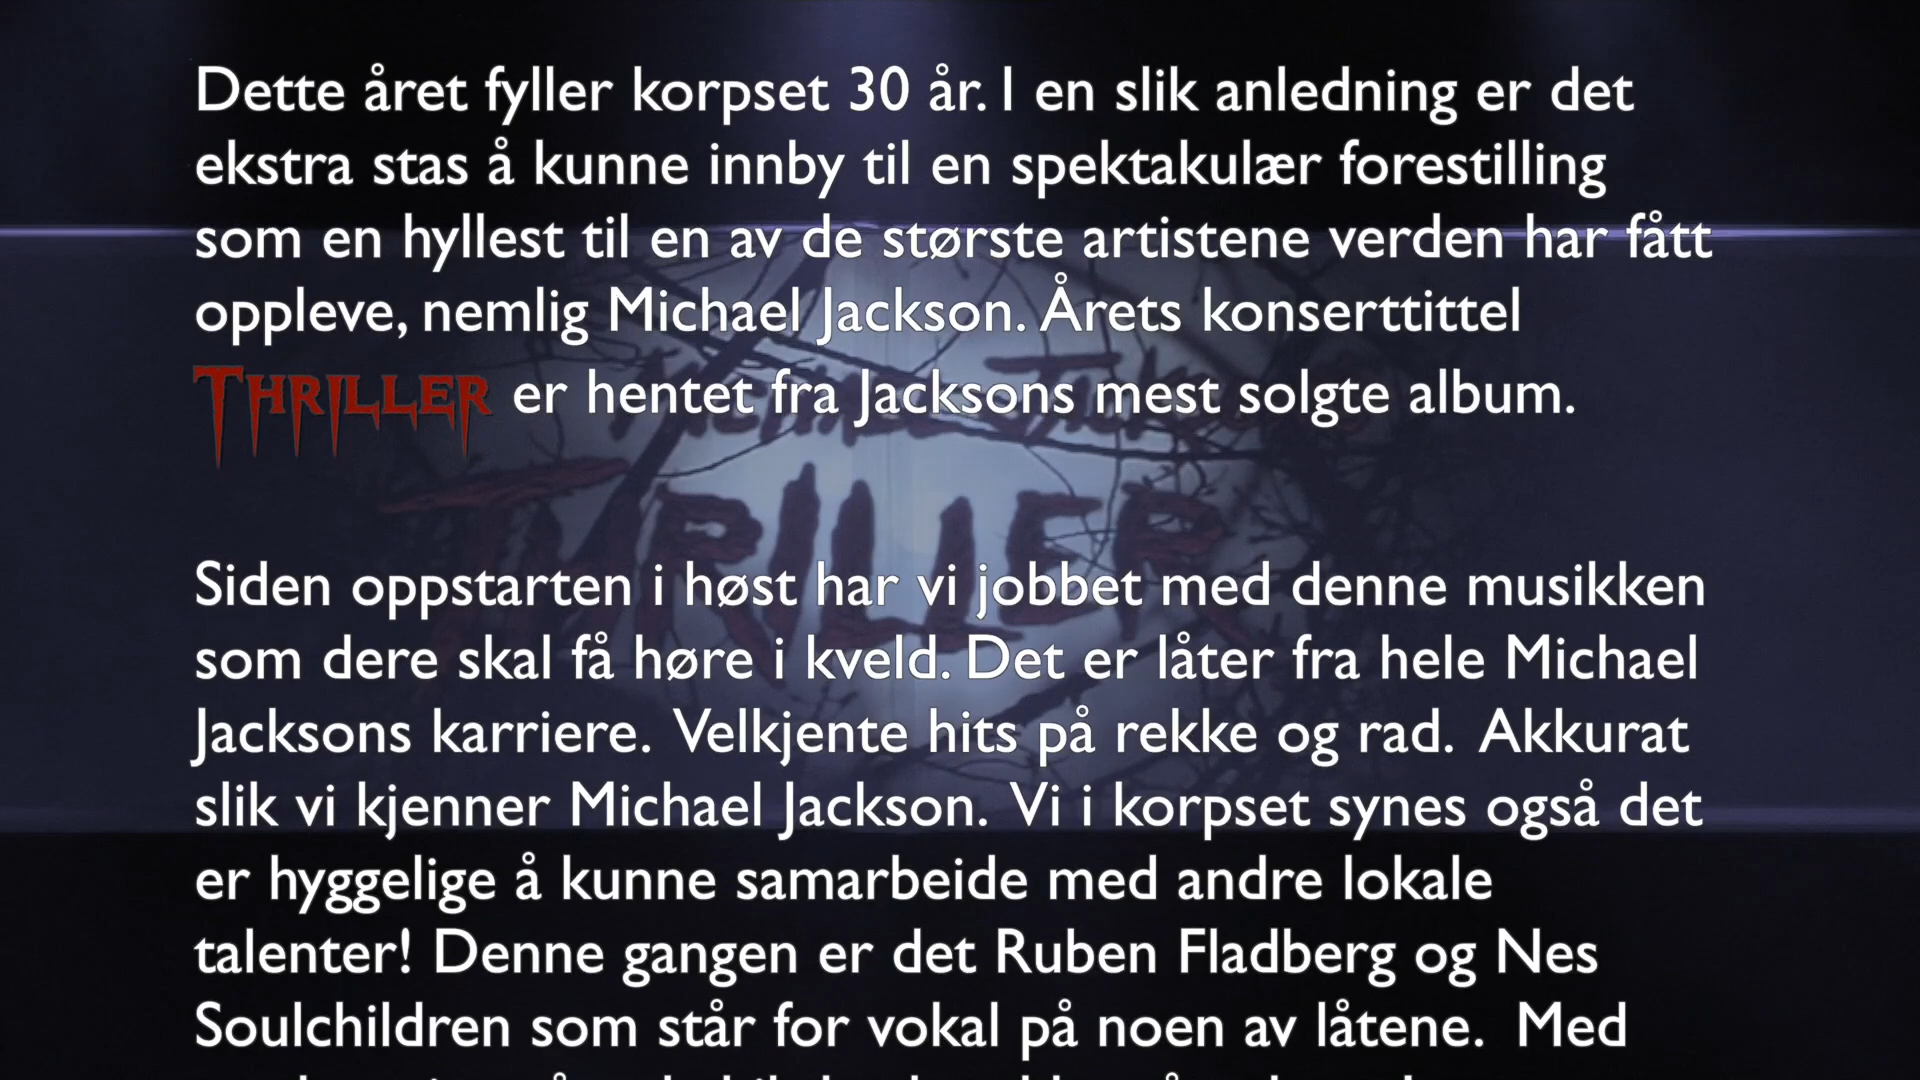 Dette året fyller korpset 30 år. I en slik anledning er det
ekstra stas å kunne innby til en spektakulær forestilling
som en hyllest til en av de største artistene verden har fått
oppleve, nemlig Michael Jackson. Årets konserttittel
THRILLER er hentet fra Jacksons mest solgte album.
THRILLER
Siden oppstarten i høst har vi jobbet med denne musikken
som dere skal få høre i kveld. Det er låter fra hele Michael
Jacksons karriere. Velkjente hits på rekke og rad. Akkurat
slik vi kjenner Michael Jackson. Vi i korpset synes også det
er hyggelige å kunne samarbeide med andre lokale
talenter! Denne gangen er det Ruben Fladberg og Nes
Soulchildren som står for vokal på noen av låtene. Med